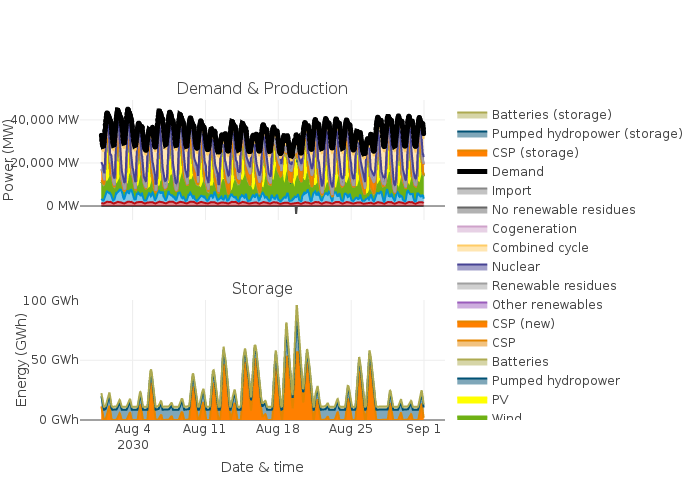 Demand & Production
40,000 MW
20,000 MW
0 MW
Power (MW)
Storage
100 GWh
50 GWh
0 GWh
Energy (GWh)
Aug 4
2030
Aug 11
Aug 18
Aug 25
Sep 1
Date & time
Batteries (storage)
Pumped hydropower (storage)
CSP (storage)
Demand
Import
No renewable residues
Cogeneration
Combined cycle
Nuclear
Renewable residues
Other renewables
CSP (new)
CSP
Batteries
Pumped hydropower
PV
Wind